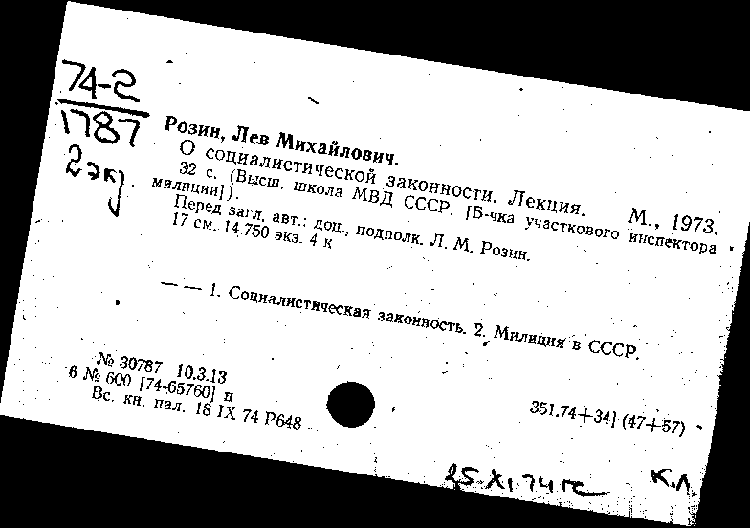 74-2
1787
2 экз.
Розин, Лев Михайлович.
О социалистической законности. Лекция. М., 1973.
32 с. (Высш. школа МВД СССР. [Б-чка участкового инспектора
милиции]).
Перед загл. авт.: доц., подполк. Л. М. Розин.
17 см. 14.750 экз. 4 к
— — 1. Социалистическая законность. 2. Милиция в СССР.
№ 30787 10.3.13
6 № 600 [74-65760] п
Вс. кн. пал. 18 IX 74 Р648
351.74+34] (47+57)
25-XI 74 гс К.Л.